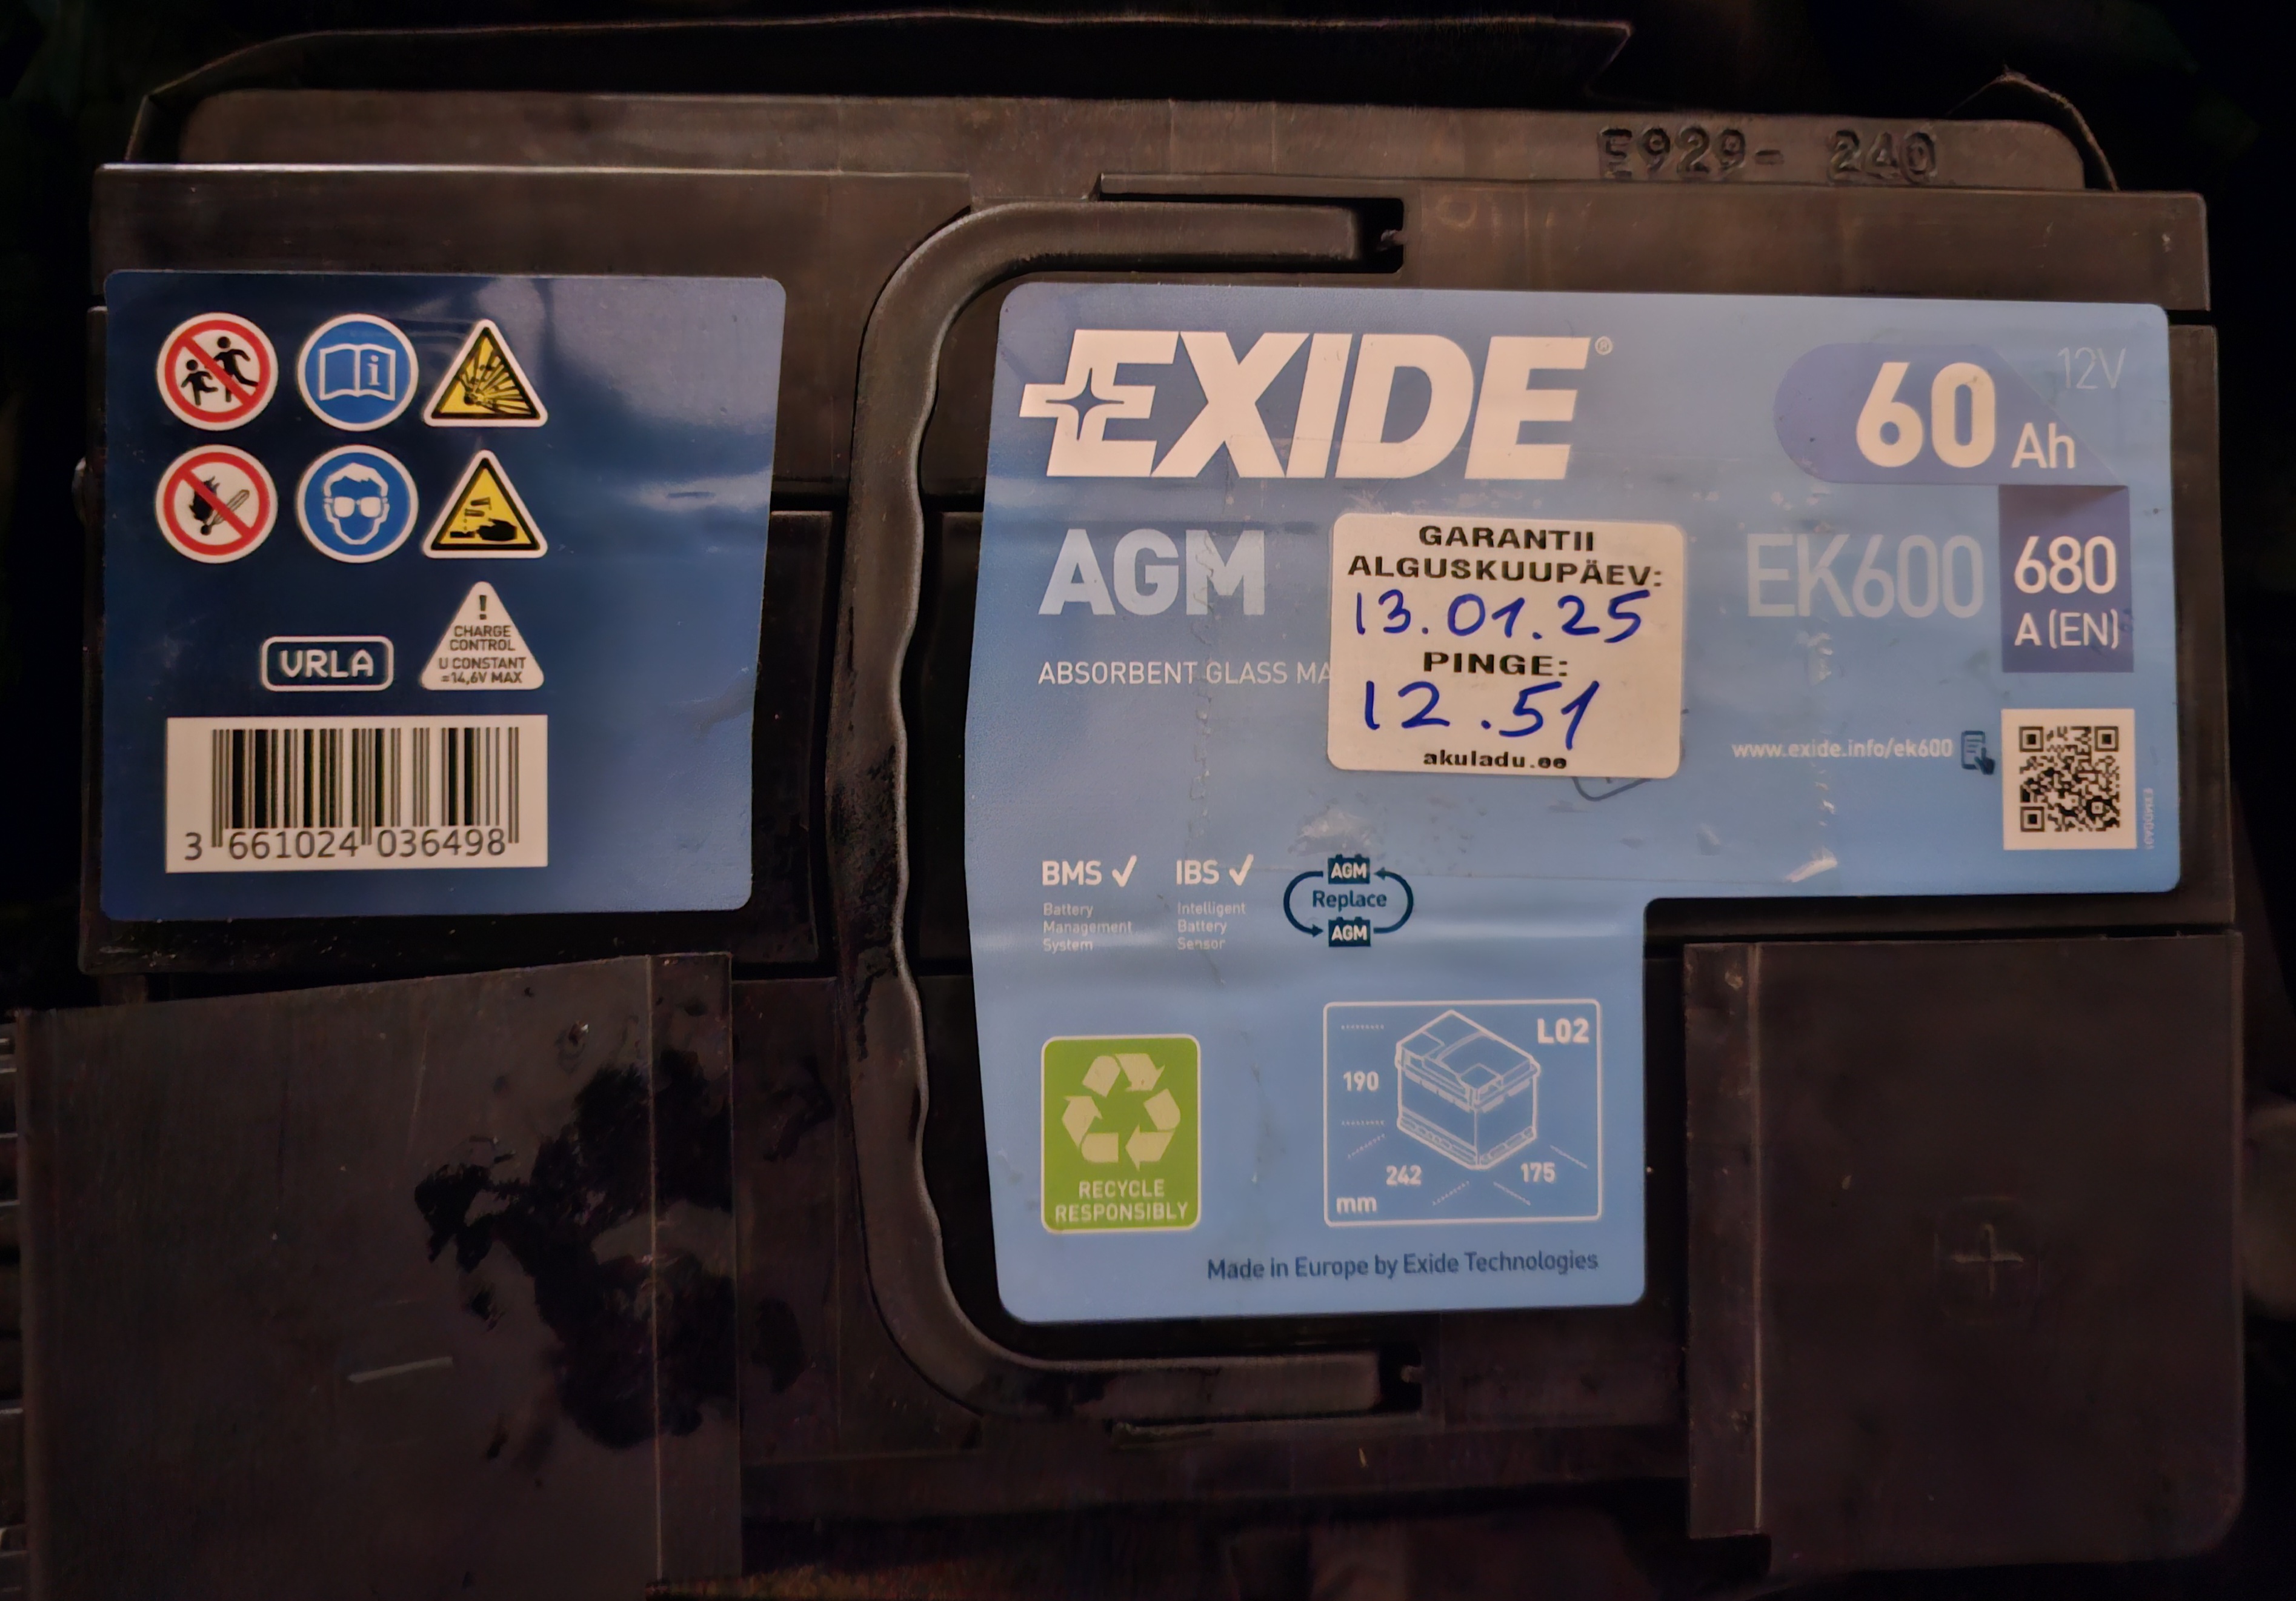 E929- 240
CHARGE
CONTROL
U CONSTANT
=14,6V MAX
VRLA
3 661024 036498
EXIDE®
12V
60 Ah
AGM
EK600
680
A (EN)
ABSORBENT GLASS MA
GARANTII
ALGUSKUUPÄEV:
13.01.25
PINGE:
12.51
akuladu.ee
www.exide.info/ek600
BMS ✓
Battery
Management
System
IBS ✓
Intelligent
Battery
Sensor
AGM
Replace
AGM
RECYCLE
RESPONSIBLY
L02
190
242
175
mm
Made in Europe by Exide Technologies